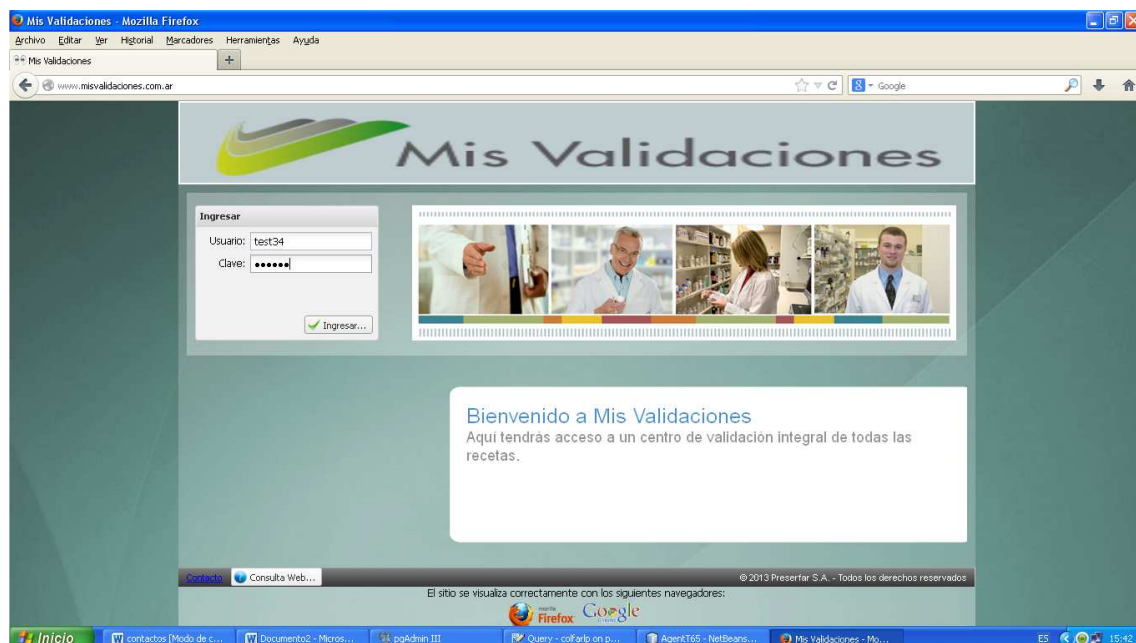 Mis Validaciones - Mozilla Firefox
Archivo Editar Ver Historial Marcadores Herramientas Ayuda
Mis Validaciones
www.misvalidaciones.com.ar
Google
Mis Validaciones
Ingresar
Usuario: test34
Clave: ••••••
Ingresar...
Bienvenido a Mis Validaciones
Aquí tendrás acceso a un centro de validación integral de todas las
recetas.
Contacto Consulta Web... © 2013 Preserfar S.A. - Todos los derechos reservados
El sitio se visualiza correctamente con los siguientes navegadores:
mozilla
Firefox Google
Inicio contactos [Modo de c... Documento2 - Micros... pgAdmin III Query - colfarlp on p... AgentT65 - NetBeans... Mis Validaciones - Mo... ES 15:42